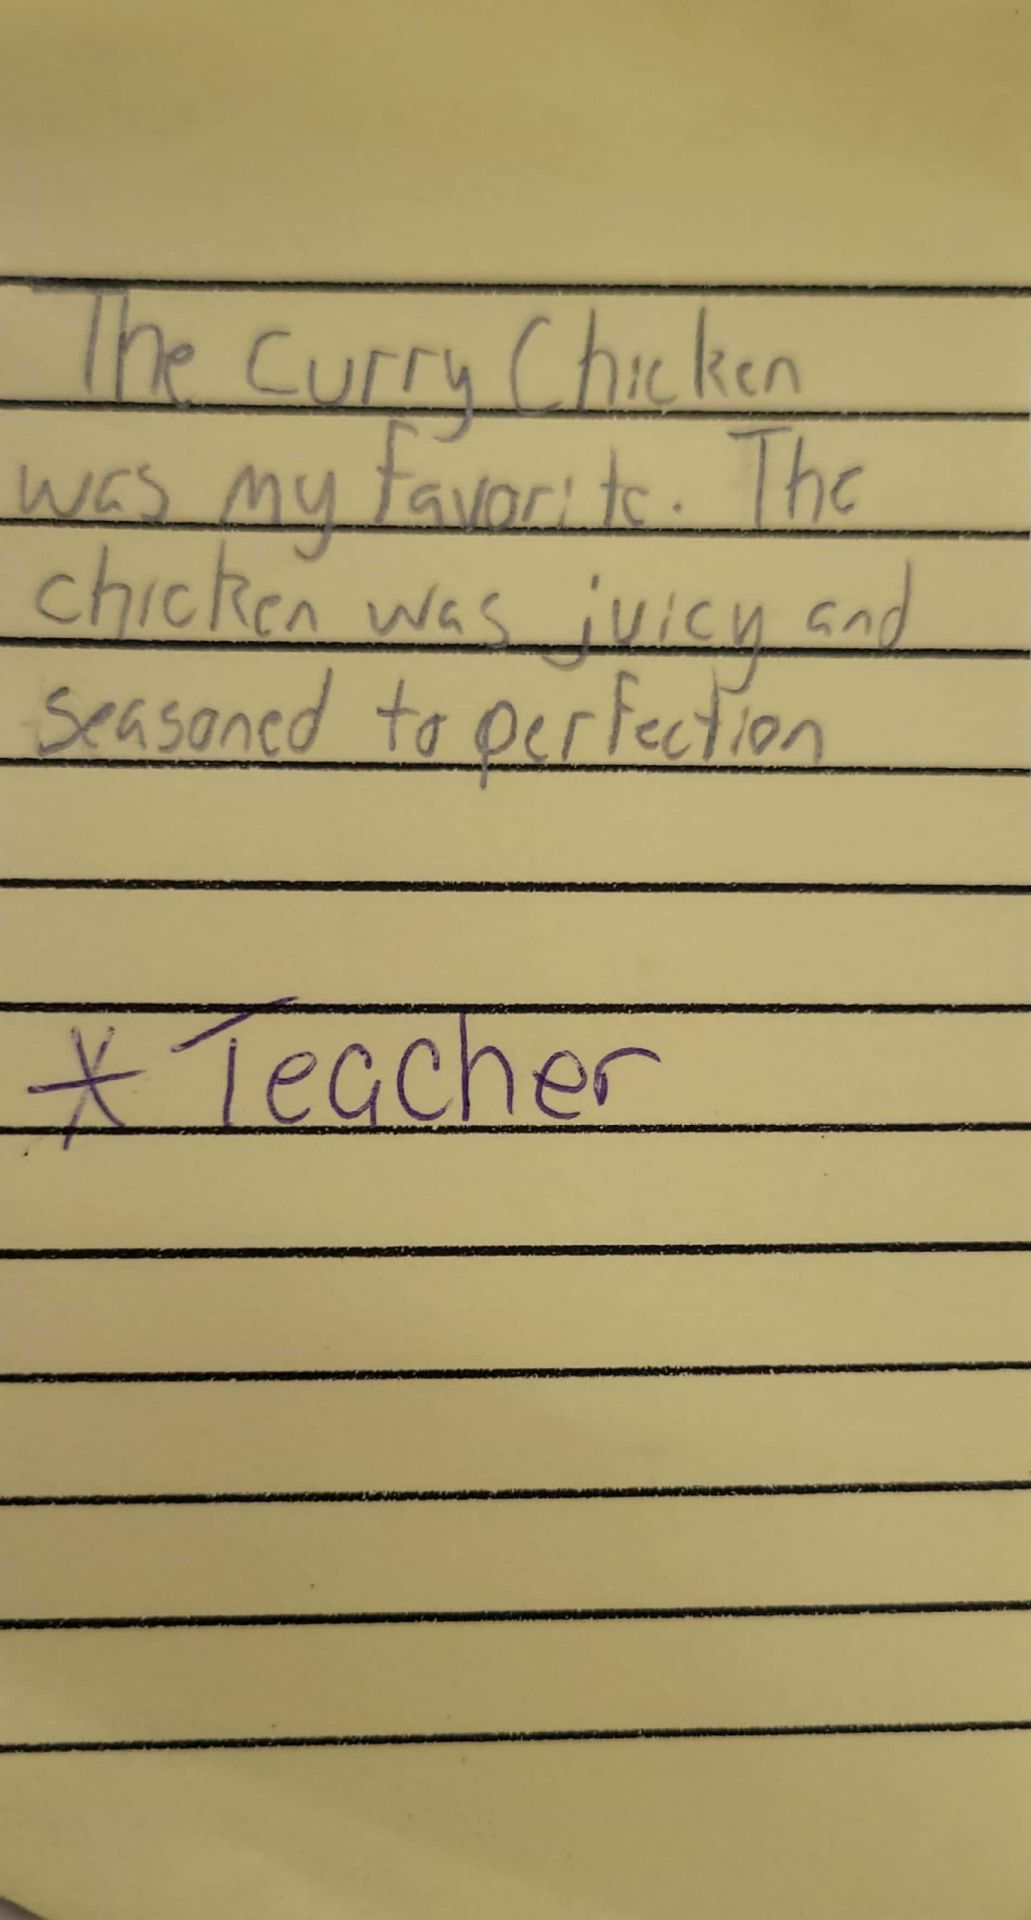 The Curry Chicken
was my favorite. The
chicken was juicy and
seasoned to perfection
* Teacher